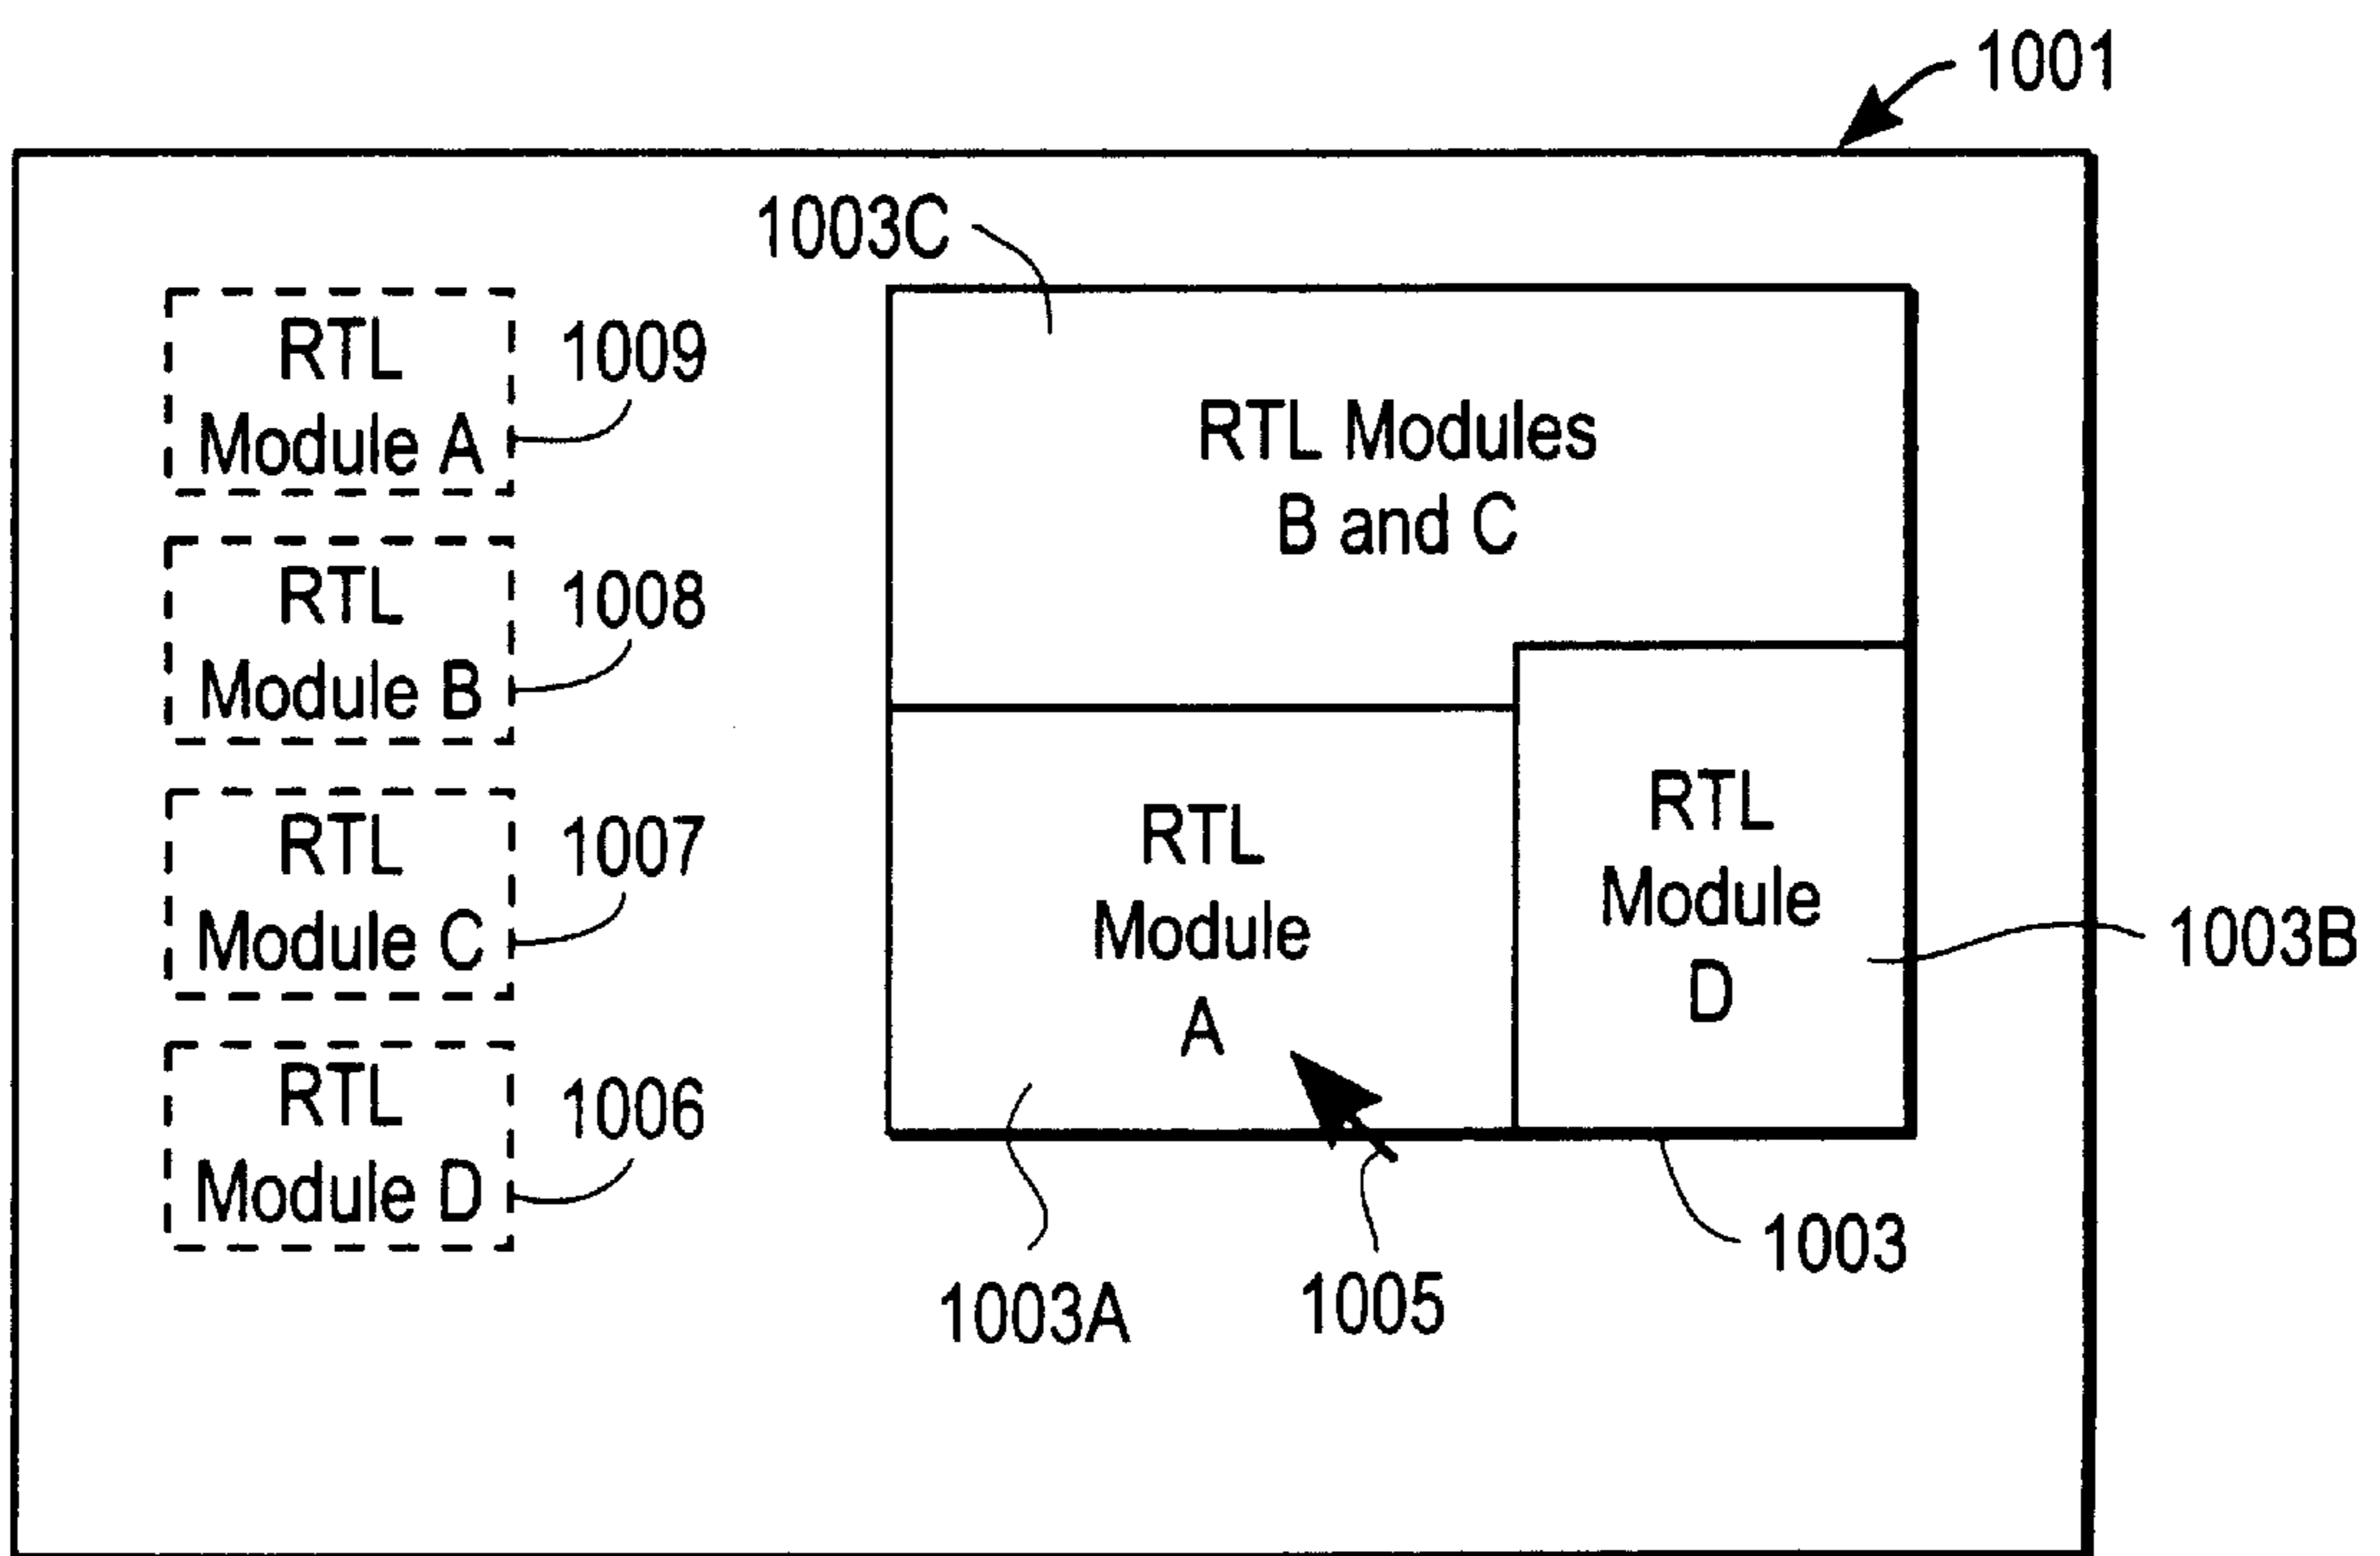 1001
1003C
RTL
Module A
1009
RTL
Module B
1008
RTL
Module C
1007
RTL
Module D
1006
RTL Modules
B and C
RTL
Module
A
RTL
Module
D
1003B
1003
1003A
1005